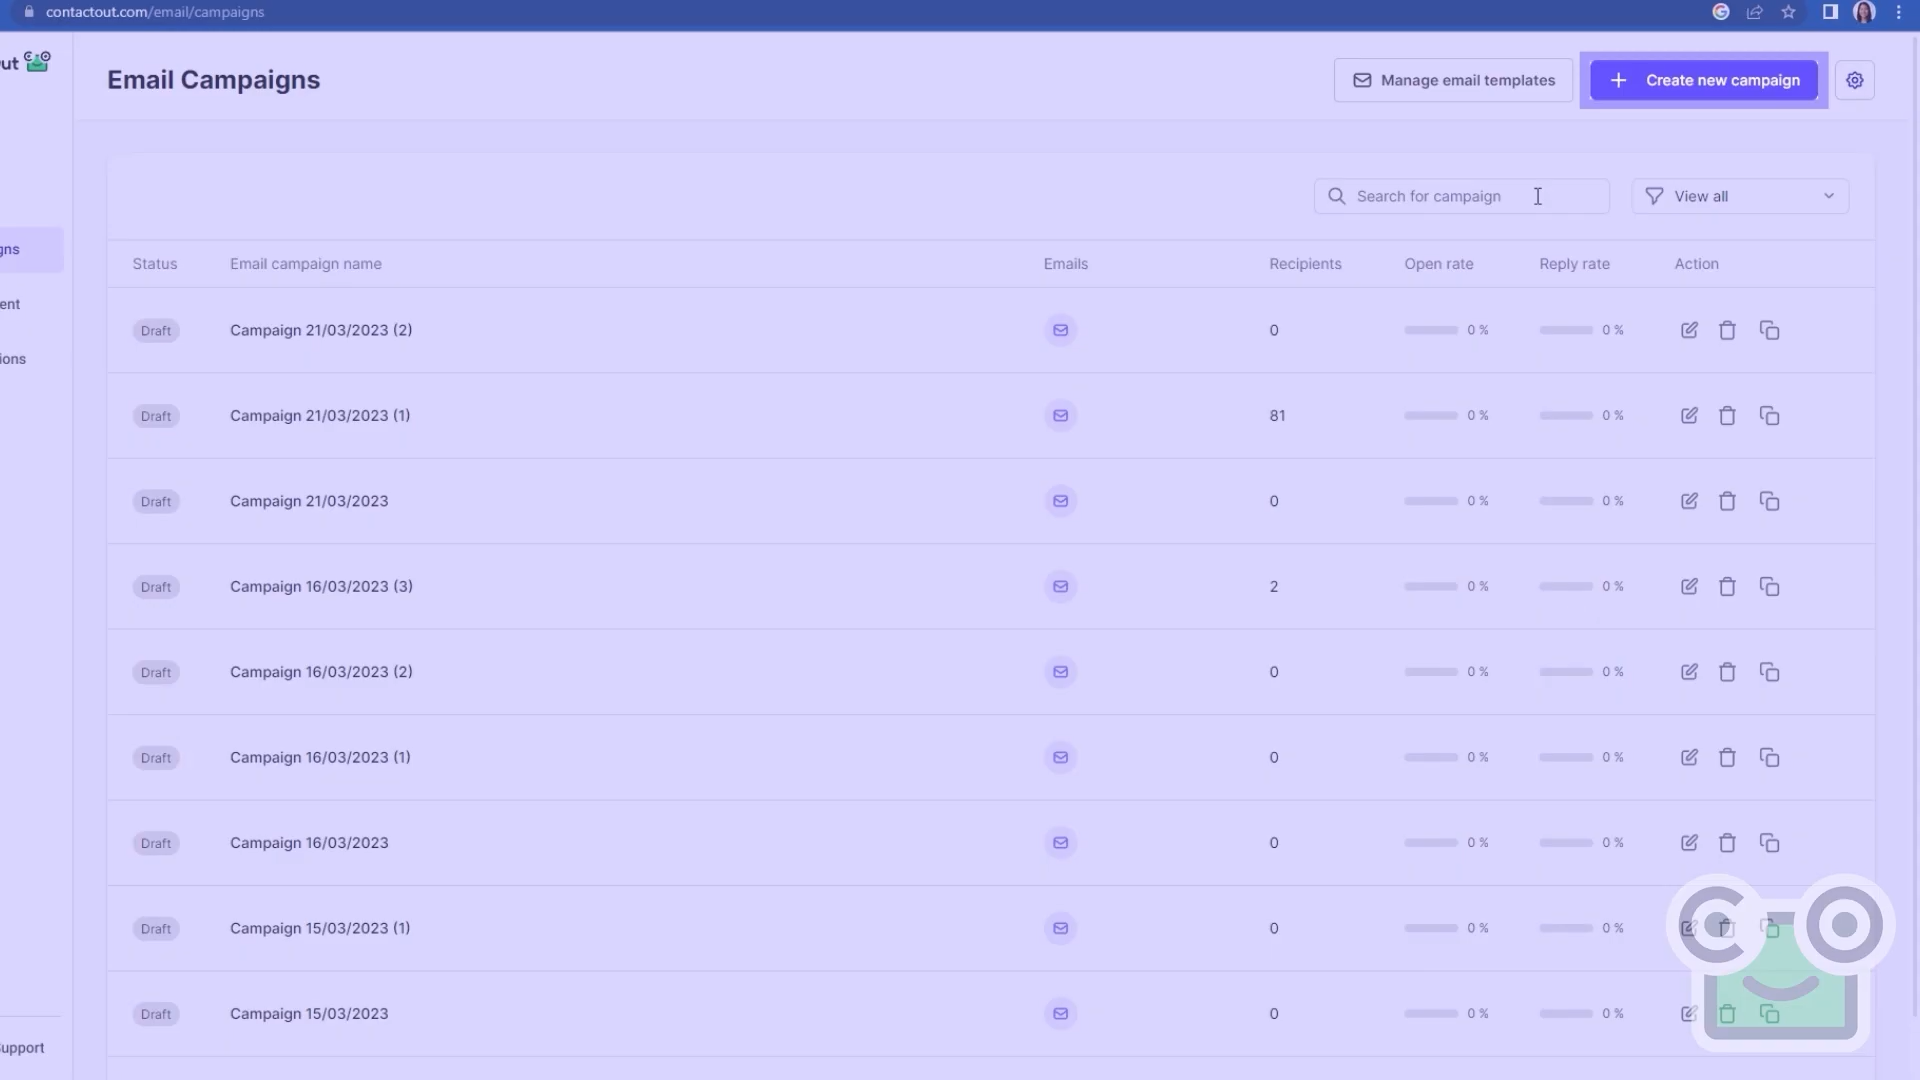 contactout.com/email/campaigns
ut
Email Campaigns
Manage email templates
Create new campaign
Search for campaign
View all
gns
ent
ions
Status Email campaign name Emails Recipients Open rate Reply rate Action
Draft Campaign 21/03/2023 (2) 0 0 % 0 %
Draft Campaign 21/03/2023 (1) 81 0 % 0 %
Draft Campaign 21/03/2023 0 0 % 0 %
Draft Campaign 16/03/2023 (3) 2 0 % 0 %
Draft Campaign 16/03/2023 (2) 0 0 % 0 %
Draft Campaign 16/03/2023 (1) 0 0 % 0 %
Draft Campaign 16/03/2023 0 0 % 0 %
Draft Campaign 15/03/2023 (1) 0 0 % 0 %
Draft Campaign 15/03/2023 0 0 % 0 %
Support